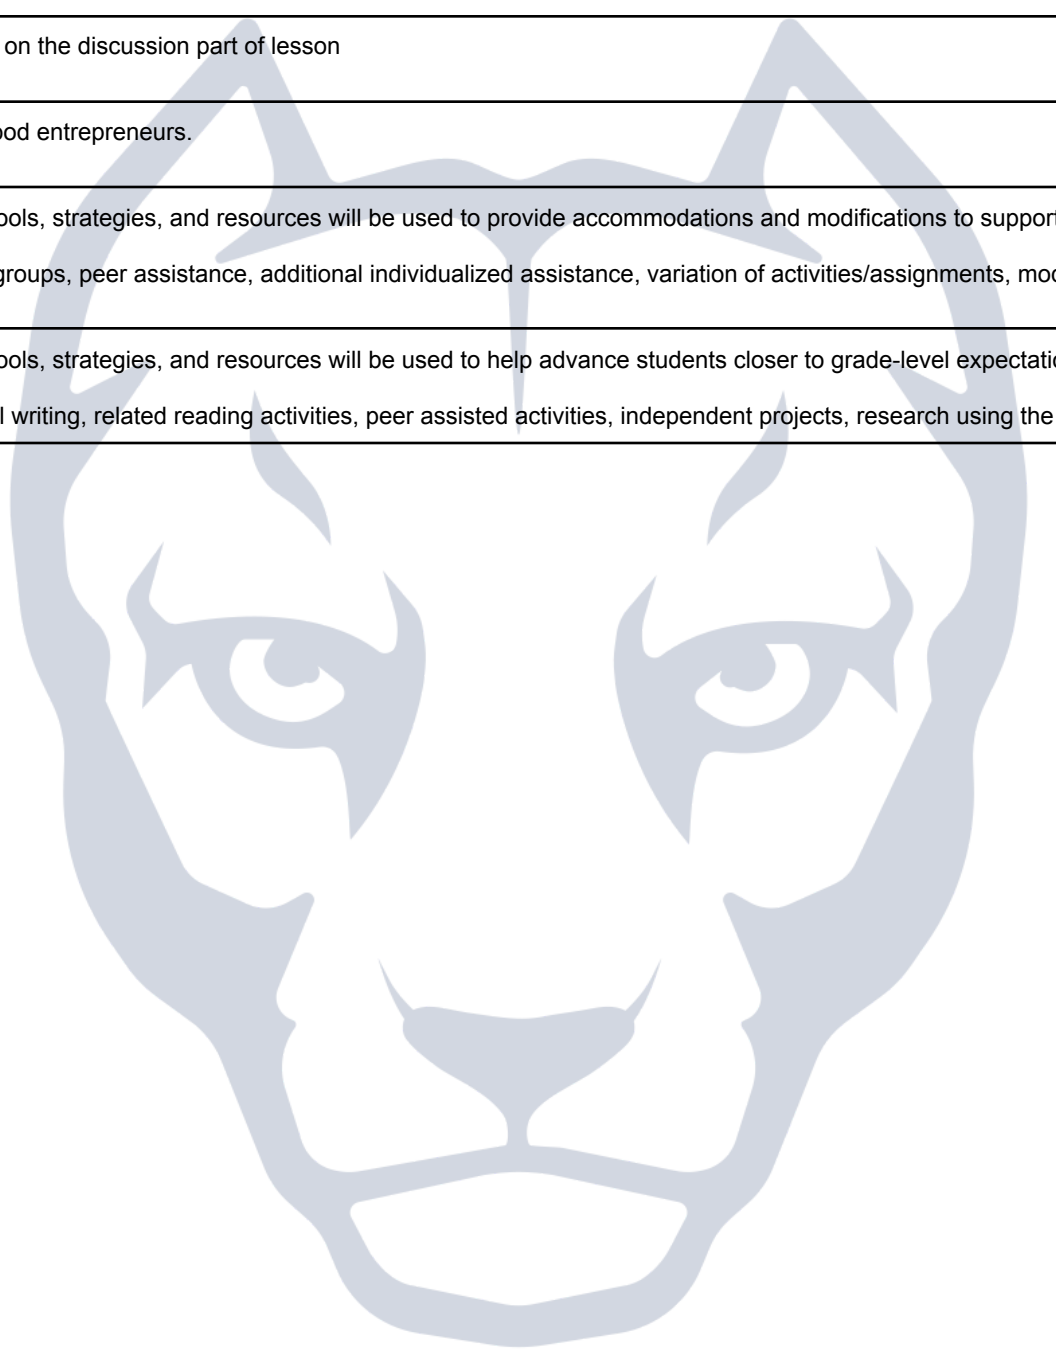 on the discussion part of lesson
ood entrepreneurs.
ools, strategies, and resources will be used to provide accommodations and modifications to support
groups, peer assistance, additional individualized assistance, variation of activities/assignments, mod
ools, strategies, and resources will be used to help advance students closer to grade-level expectatio
l writing, related reading activities, peer assisted activities, independent projects, research using the